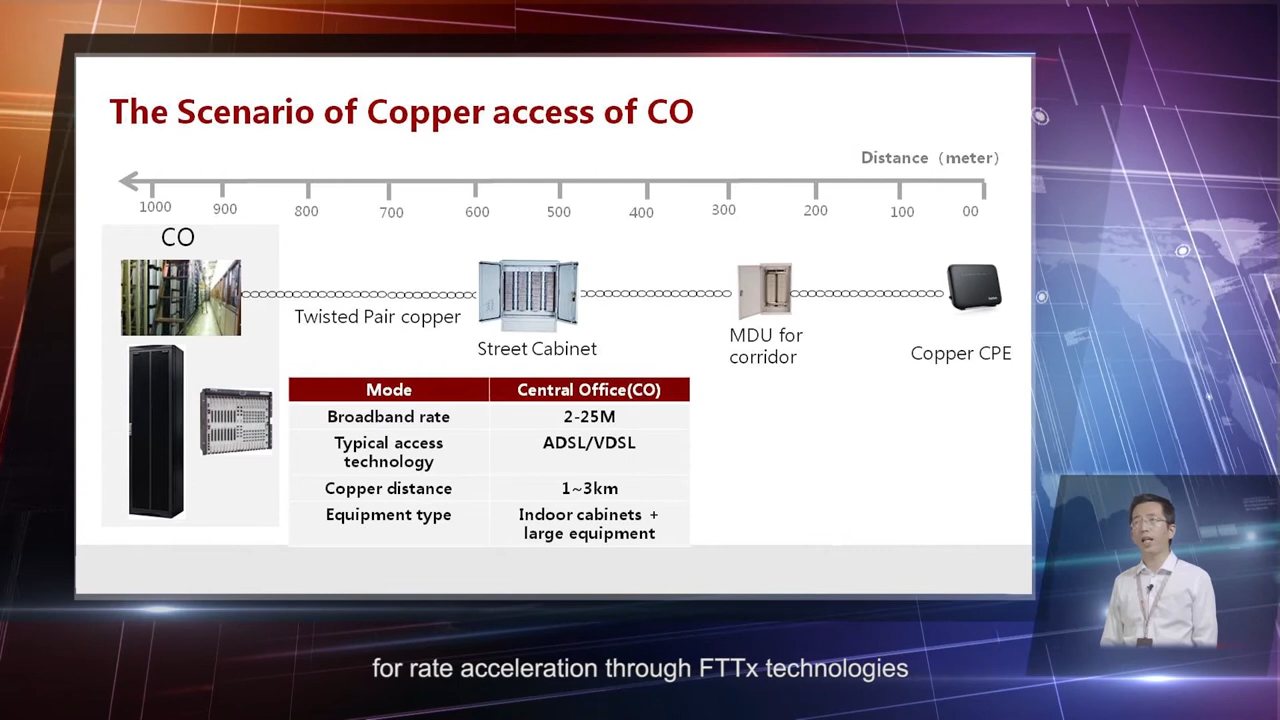 The Scenario of Copper access of CO
Distance（meter）
1000 900 800 700 600 500 400 300 200 100 00
CO
Twisted Pair copper
Street Cabinet
MDU for
corridor
Copper CPE
Mode Central Office(CO)
Broadband rate 2-25M
Typical access ADSL/VDSL
technology
Copper distance 1~3km
Equipment type Indoor cabinets +
large equipment
for rate acceleration through FTTx technologies